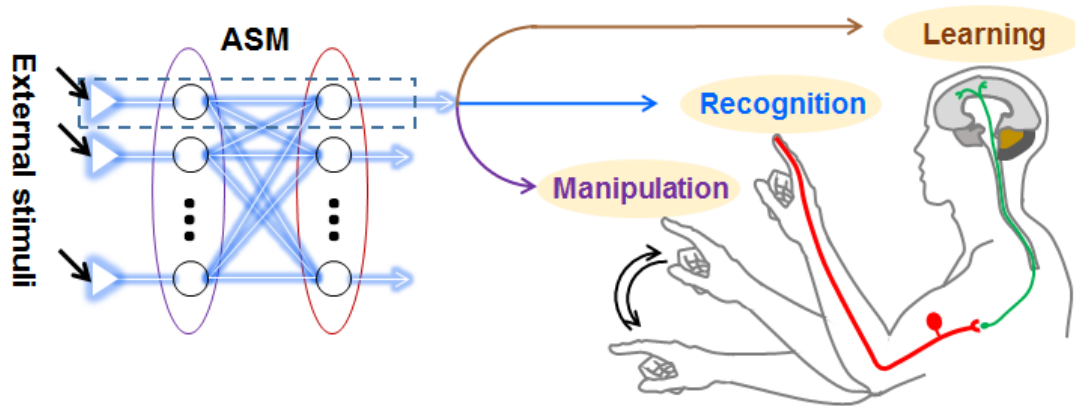 ASM
External stimuli
Learning
Recognition
Manipulation